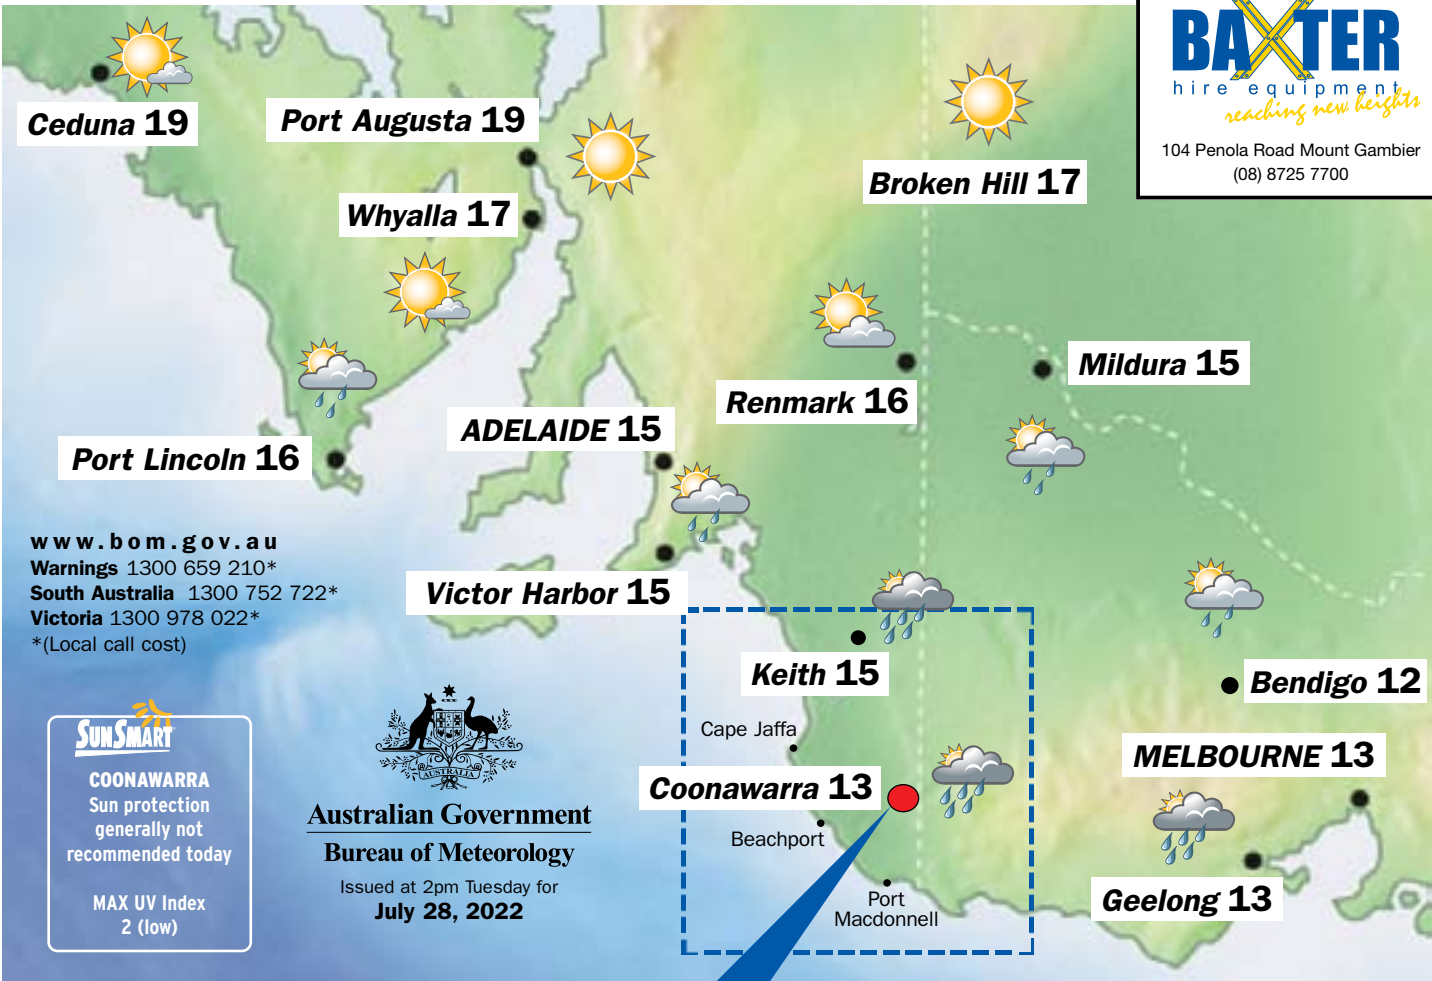 BAXTER
hire equipment
reaching new heights
104 Penola Road Mount Gambier
(08) 8725 7700
Ceduna 19
Port Augusta 19
Whyalla 17
Broken Hill 17
Renmark 16
Mildura 15
ADELAIDE 15
Port Lincoln 16
Victor Harbor 15
www.bom.gov.au
Warnings 1300 659 210*
South Australia 1300 752 722*
Victoria 1300 978 022*
*(Local call cost)
Keith 15
Bendigo 12
Cape Jaffa
MELBOURNE 13
Coonawarra 13
Beachport
Geelong 13
Port
Macdonnell
SUNSMART
COONAWARRA
Sun protection
generally not
recommended today
MAX UV Index
2 (low)
AUSTRALIA
Australian Government
Bureau of Meteorology
Issued at 2pm Tuesday for
July 28, 2022